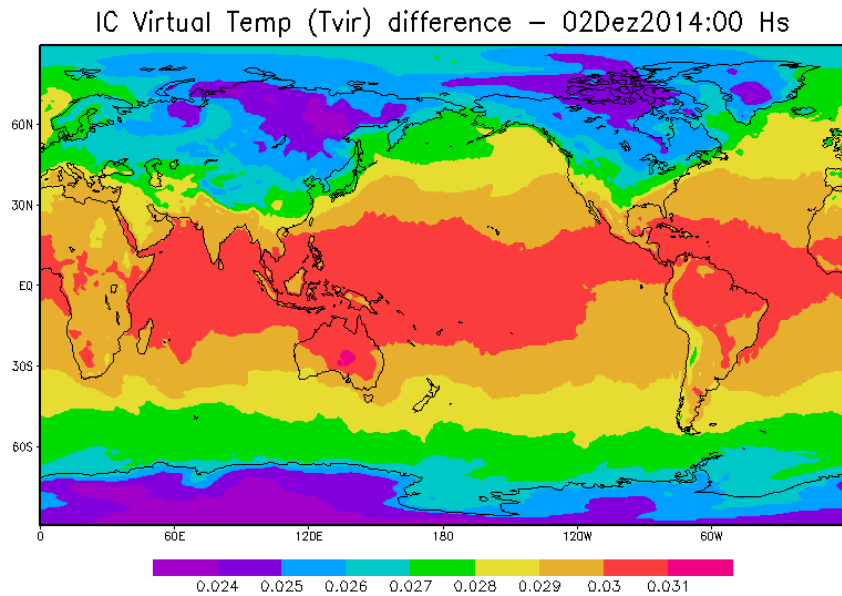 IC Virtual Temp (Tvir) difference – 02Dez2014:00 Hs
60N
30N
EQ
30S
60S
0 60E 120E 180 120W 60W
0.024 0.025 0.026 0.027 0.028 0.029 0.03 0.031